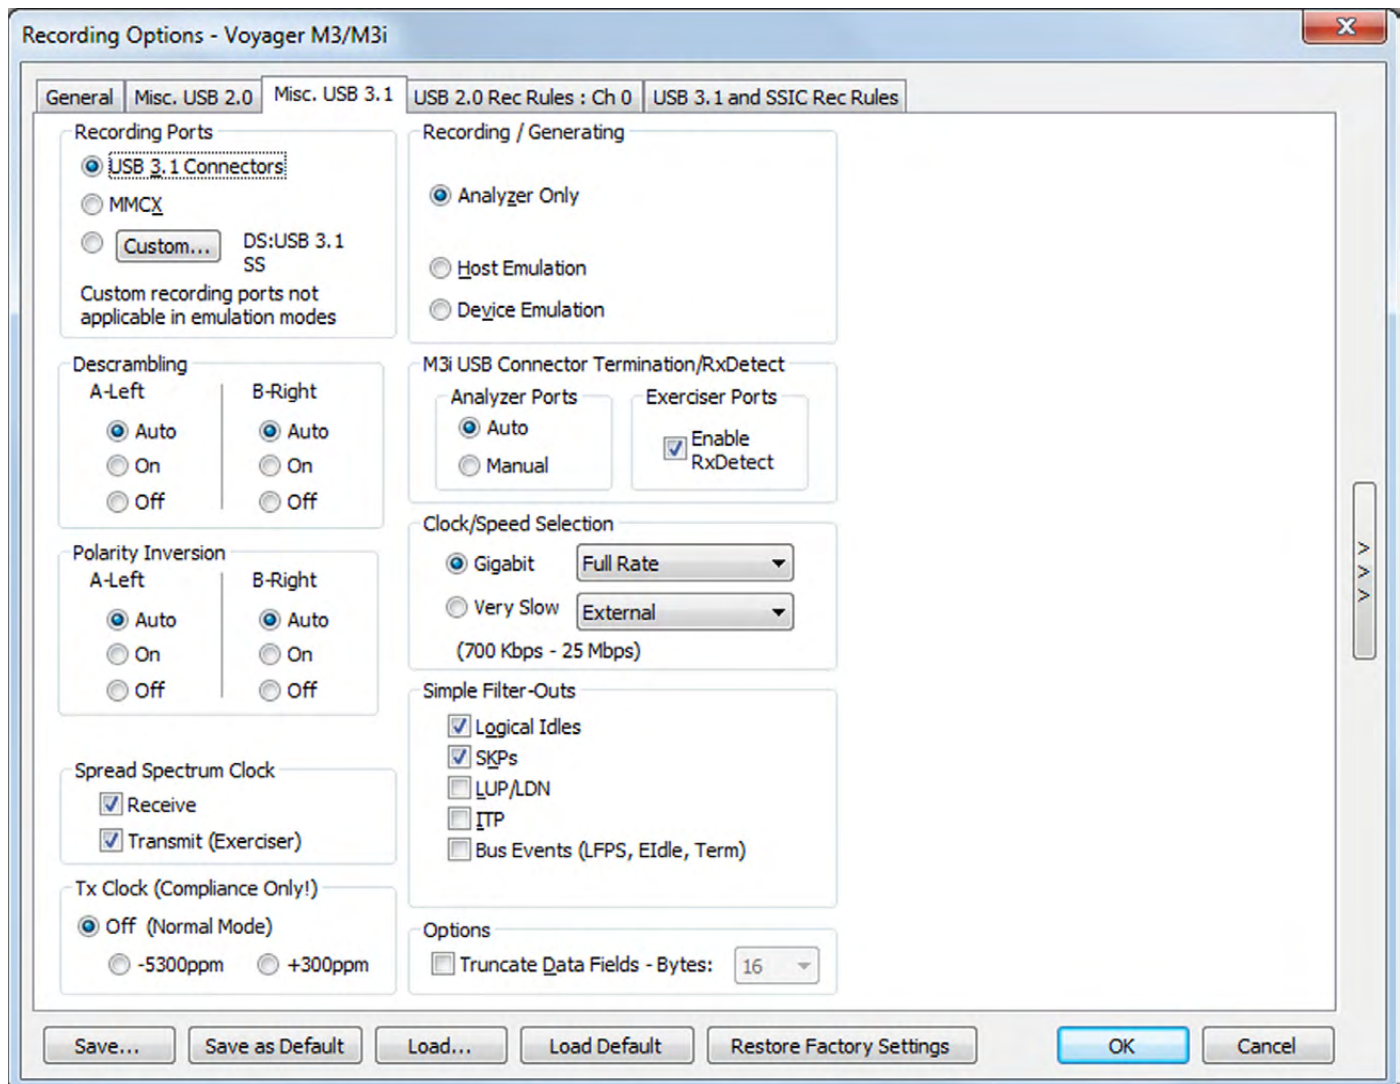 Recording Options - Voyager M3/M3i
X
General
Misc. USB 2.0
Misc. USB 3.1
USB 2.0 Rec Rules : Ch 0
USB 3.1 and SSIC Rec Rules
Recording Ports
USB 3.1 Connectors
MMCX
Custom...
DS:USB 3.1
SS
Custom recording ports not
applicable in emulation modes
Descrambling
A-Left
B-Right
Auto
Auto
On
On
Off
Off
Polarity Inversion
A-Left
B-Right
Auto
Auto
On
On
Off
Off
Spread Spectrum Clock
Receive
Transmit (Exerciser)
Tx Clock (Compliance Only!)
Off (Normal Mode)
-5300ppm
+300ppm
Recording / Generating
Analyzer Only
Host Emulation
Device Emulation
M3i USB Connector Termination/RxDetect
Analyzer Ports
Auto
Manual
Exerciser Ports
Enable
RxDetect
Clock/Speed Selection
Gigabit
Full Rate
Very Slow
External
(700 Kbps - 25 Mbps)
Simple Filter-Outs
Logical Idles
SKPs
LUP/LDN
ITP
Bus Events (LFPS, EIdle, Term)
Options
Truncate Data Fields - Bytes:
16
>
>
>
Save...
Save as Default
Load...
Load Default
Restore Factory Settings
OK
Cancel